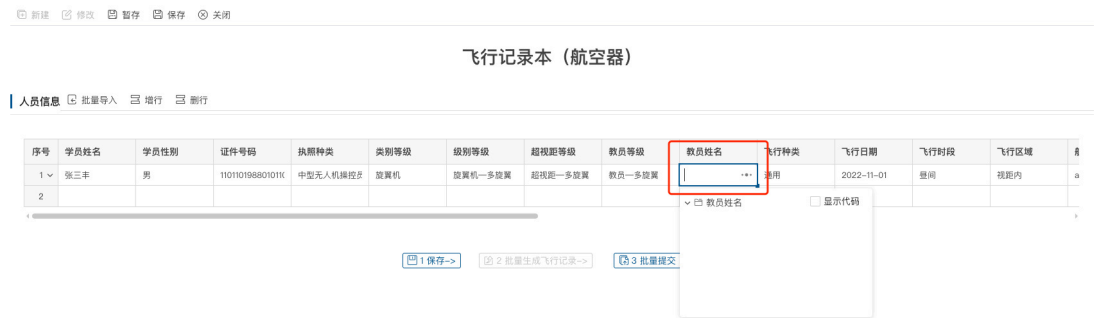 新建 修改 暂存 保存 关闭
飞行记录本（航空器）
人员信息 批量导入 增行 删行
序号 学员姓名 学员性别 证件号码 执照种类 类别等级 级别等级 超视距等级 教员等级 教员姓名 飞行种类 飞行日期 飞行时段 飞行区域
1 张三丰 男 中型无人机操控员 旋翼机 旋翼机—多旋翼 超视距—多旋翼 教员—多旋翼 通用 2022-11-01 昼间 视距内 a
2
教员姓名 显示代码
1 保存-> 2 批量生成飞行记录-> 3 批量提交